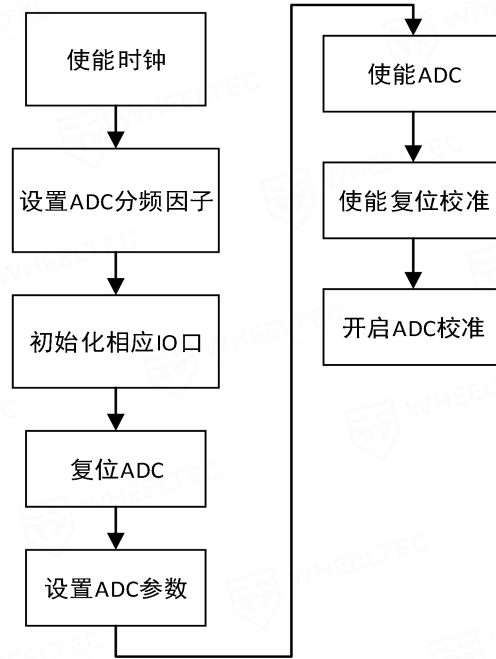 使能时钟
设置ADC分频因子
初始化相应IO口
复位ADC
设置ADC参数
使能ADC
使能复位校准
开启ADC校准
WHEELTEC